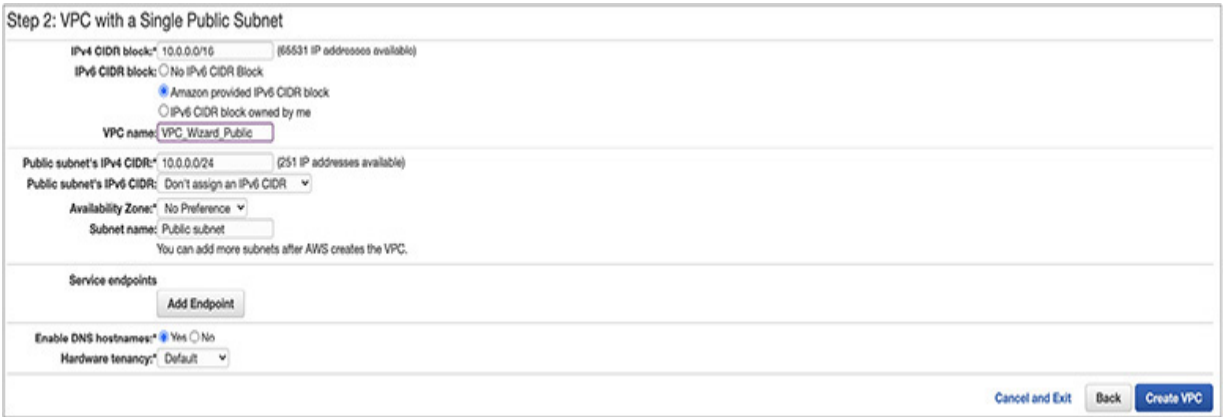 Step 2: VPC with a Single Public Subnet
IPv4 CIDR block:* 10.0.0.0/16 (65531 IP addresses available)
IPv6 CIDR block: No IPv6 CIDR Block
Amazon provided IPv6 CIDR block
IPv6 CIDR block owned by me
VPC name: VPC_Wizard_Public
Public subnet's IPv4 CIDR:* 10.0.0.0/24 (251 IP addresses available)
Public subnet's IPv6 CIDR: Don't assign an IPv6 CIDR
Availability Zone:* No Preference
Subnet name: Public subnet
You can add more subnets after AWS creates the VPC.
Service endpoints
Add Endpoint
Enable DNS hostnames:* Yes No
Hardware tenancy:* Default
Cancel and Exit Back Create VPC